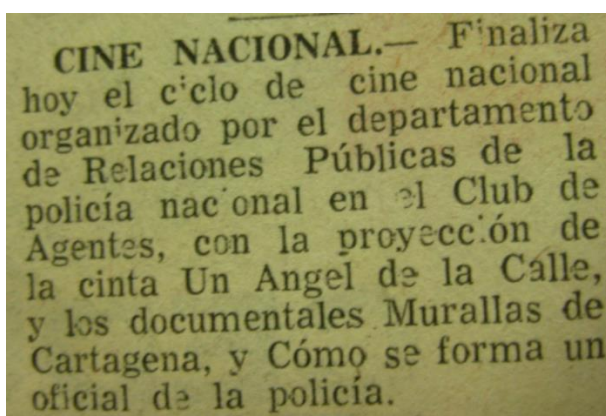 CINE NACIONAL.— Finaliza
hoy el ciclo de cine nacional
organizado por el departamento
de Relaciones Públicas de la
policía nacional en el Club de
Agentes, con la proyección de
la cinta Un Angel de la Calle,
y los documentales Murallas de
Cartagena, y Cómo se forma un
oficial de la policía.